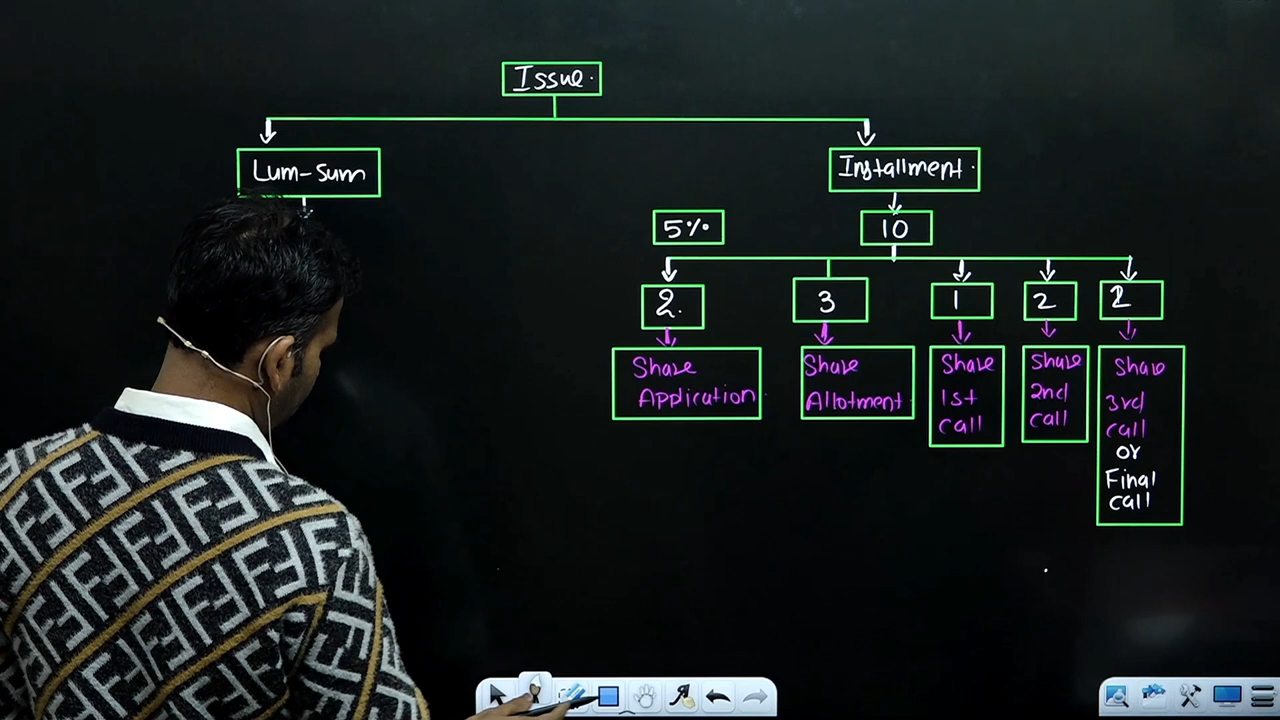 Issue.
Lum-Sum
Installment.
5%
10
2.
3
1
2
2
Share
Application
Share
Allotment
Share
1st
call
Share
2nd
call
Share
3rd
call
or
Final
call